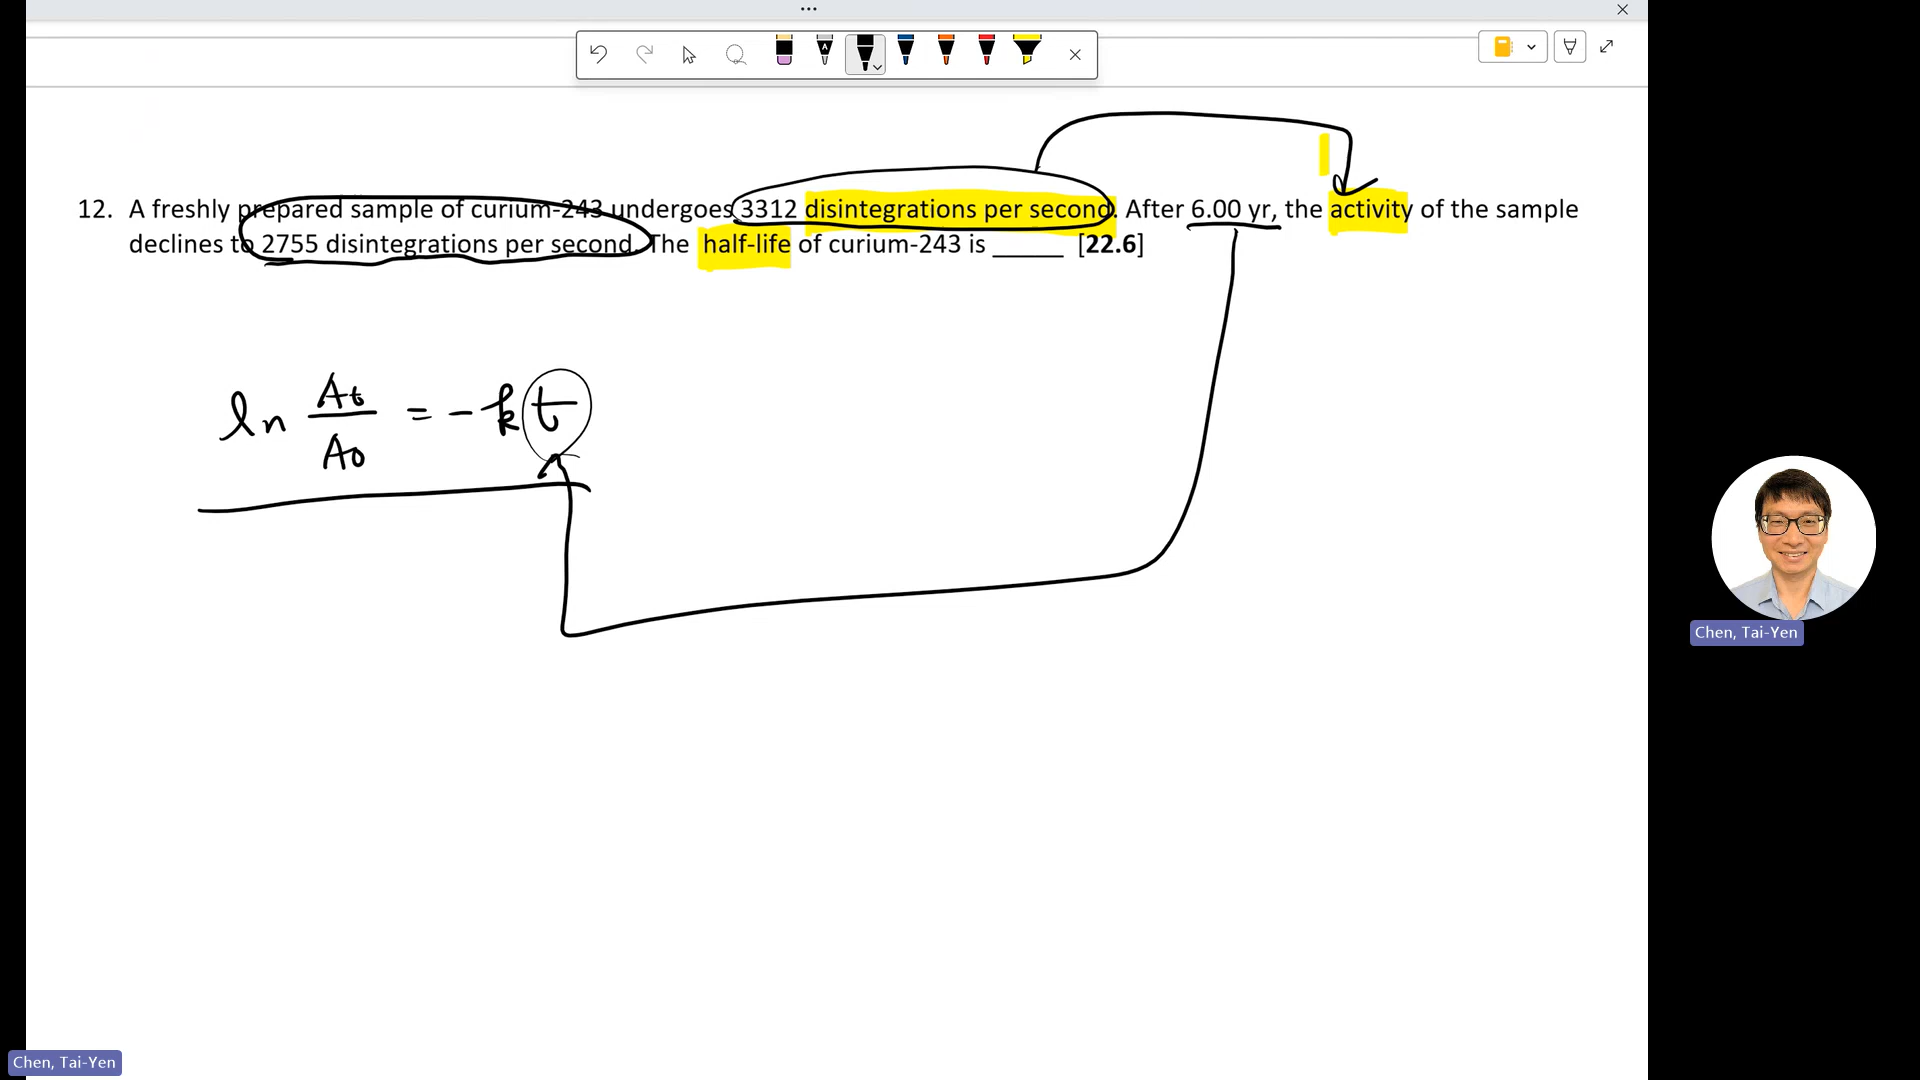 12. A freshly prepared sample of curium-243 undergoes 3312 disintegrations per second. After 6.00 yr, the activity of the sample
declines to 2755 disintegrations per second. The half-life of curium-243 is _____ [22.6]
ln At/A0 = -kt
Chen, Tai-Yen
Chen, Tai-Yen